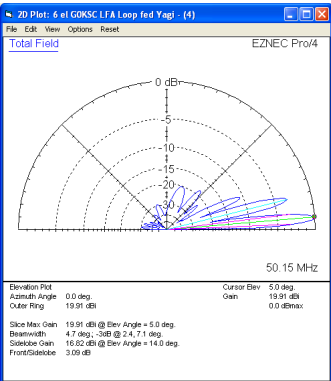 2D Plot: 6 el G0KSC LFA Loop fed Yagi - (4)
File Edit View Options Reset
Total Field EZNEC Pro/4
0 dB
-5
-10
-15
-20
-30
50.15 MHz
Elevation Plot Cursor Elev 5.0 deg.
Azimuth Angle 0.0 deg. Gain 19.91 dBi
Outer Ring 19.91 dBi 0.0 dBmax
Slice Max Gain 19.91 dBi @ Elev Angle = 5.0 deg.
Beamwidth 4.7 deg.; -3dB @ 2.4, 7.1 deg.
Sidelobe Gain 16.82 dBi @ Elev Angle = 14.0 deg.
Front/Sidelobe 3.09 dB